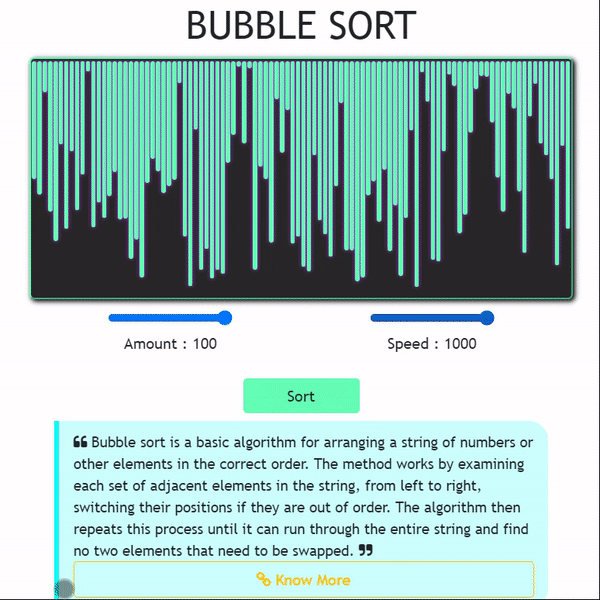 BUBBLE SORT
Amount : 100
Speed : 1000
Sort
❝ Bubble sort is a basic algorithm for arranging a string of numbers or
other elements in the correct order. The method works by examining
each set of adjacent elements in the string, from left to right,
switching their positions if they are out of order. The algorithm then
repeats this process until it can run through the entire string and find
no two elements that need to be swapped. ❞
Know More